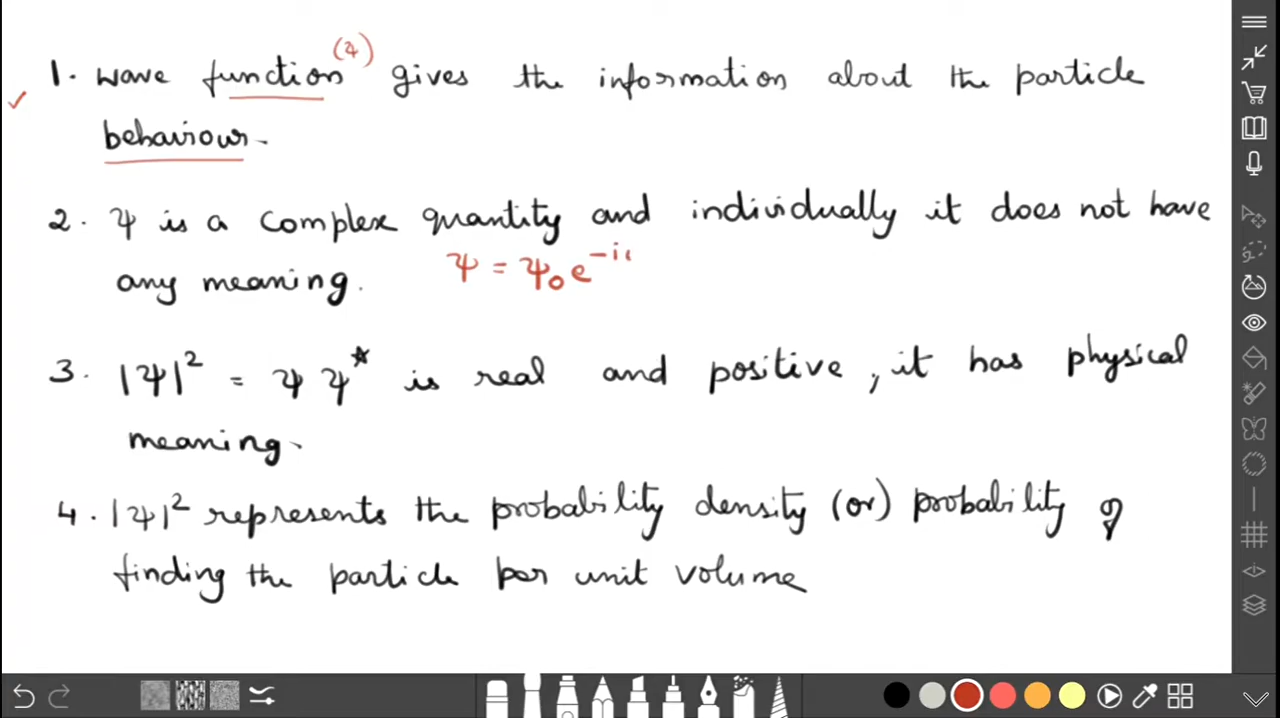 (ψ)
1. wave function gives the information about the particle
behaviour.
2. ψ is a complex quantity and individually it does not have
any meaning.
ψ = ψ₀ e⁻ⁱ
3. |ψ|² = ψ ψ* is real and positive, it has physical
meaning.
4. |ψ|² represents the probability density (or) probability of
finding the particle per unit volume